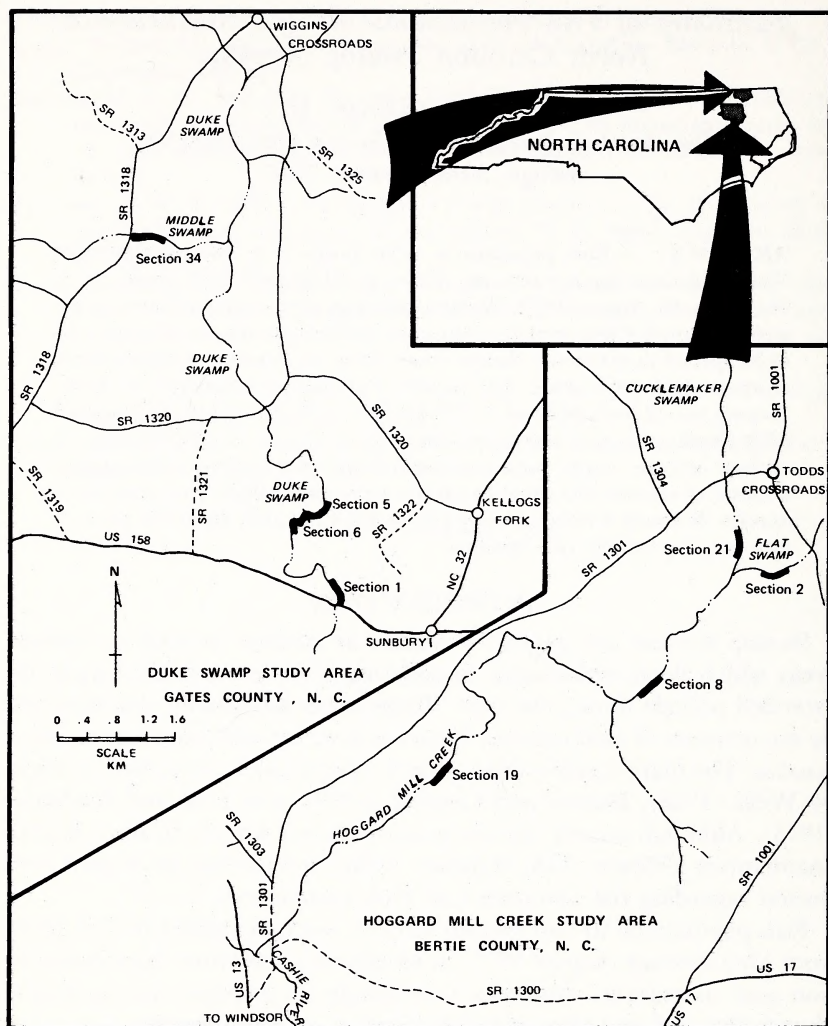 WIGGINS
CROSSROADS
SR 1313
DUKE
SWAMP
SR 1318
SR 1325
MIDDLE
SWAMP
Section 34
DUKE
SWAMP
SR 1318
SR 1320
SR 1320
SR 1319
SR 1321
DUKE
SWAMP
Section 5
Section 6
SR 1322
KELLOGS
FORK
US 158
NC 32
Section 1
SUNBURY
N
DUKE SWAMP STUDY AREA
GATES COUNTY, N. C.
0 .4 .8 1.2 1.6
SCALE
KM
NORTH CAROLINA
CUCKLEMAKER
SWAMP
SR 1001
SR 1304
TODDS
CROSSROADS
SR 1301
Section 21
FLAT
SWAMP
Section 2
Section 8
HOGGARD MILL CREEK
Section 19
SR 1303
SR 1301
SR 1001
HOGGARD MILL CREEK STUDY AREA
BERTIE COUNTY, N. C.
US 13
CASHIE RIVER
SR 1300
US 17
US 17
TO WINDSOR